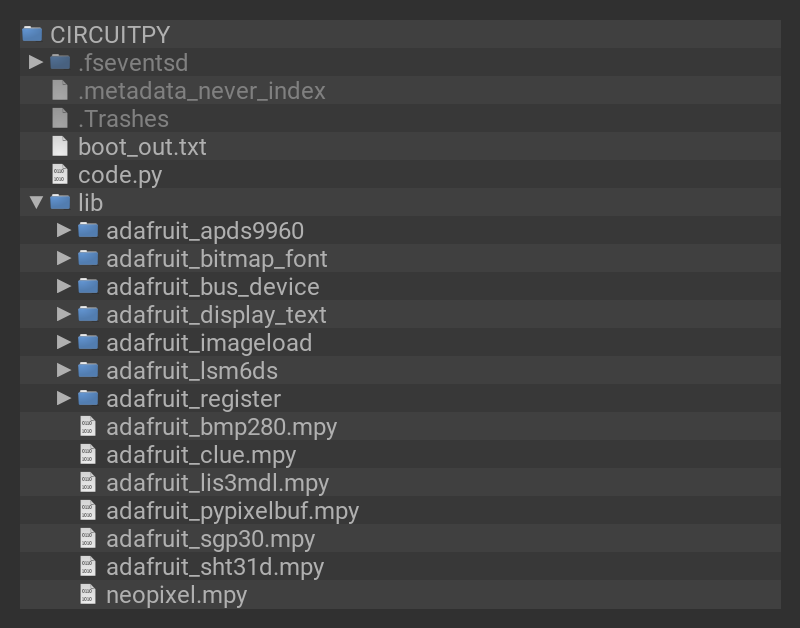 CIRCUITPY
.fseventsd
.metadata_never_index
.Trashes
boot_out.txt
code.py
lib
adafruit_apds9960
adafruit_bitmap_font
adafruit_bus_device
adafruit_display_text
adafruit_imageload
adafruit_lsm6ds
adafruit_register
adafruit_bmp280.mpy
adafruit_clue.mpy
adafruit_lis3mdl.mpy
adafruit_pypixelbuf.mpy
adafruit_sgp30.mpy
adafruit_sht31d.mpy
neopixel.mpy